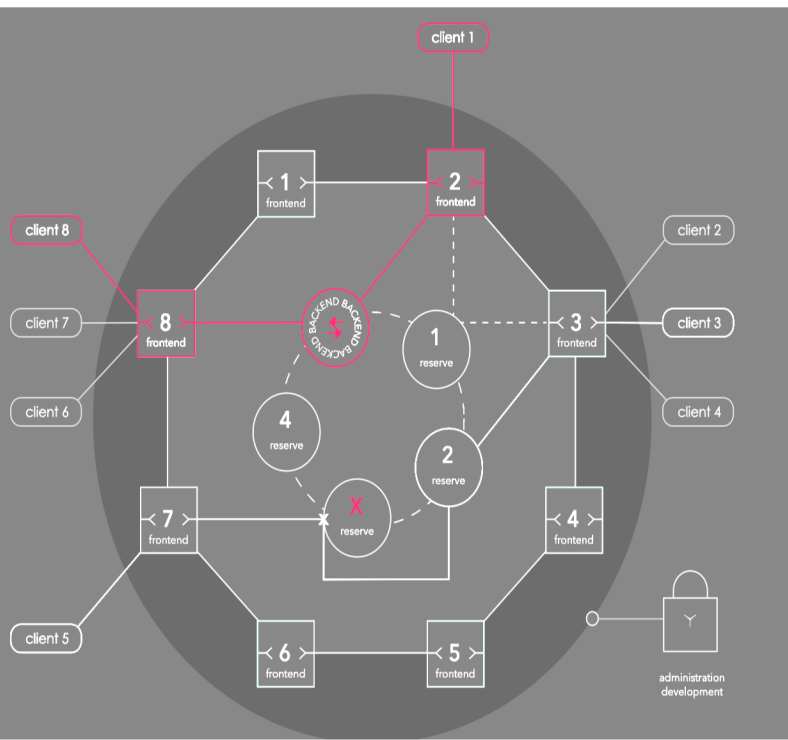 client 1
1
frontend
2
frontend
client 8
client 2
BACKEND BACKEND BACKEND BACKEND
client 7
8
frontend
1
reserve
3
frontend
client 3
client 6
4
reserve
client 4
2
reserve
X
reserve
7
frontend
4
frontend
client 5
6
frontend
5
frontend
administration
development